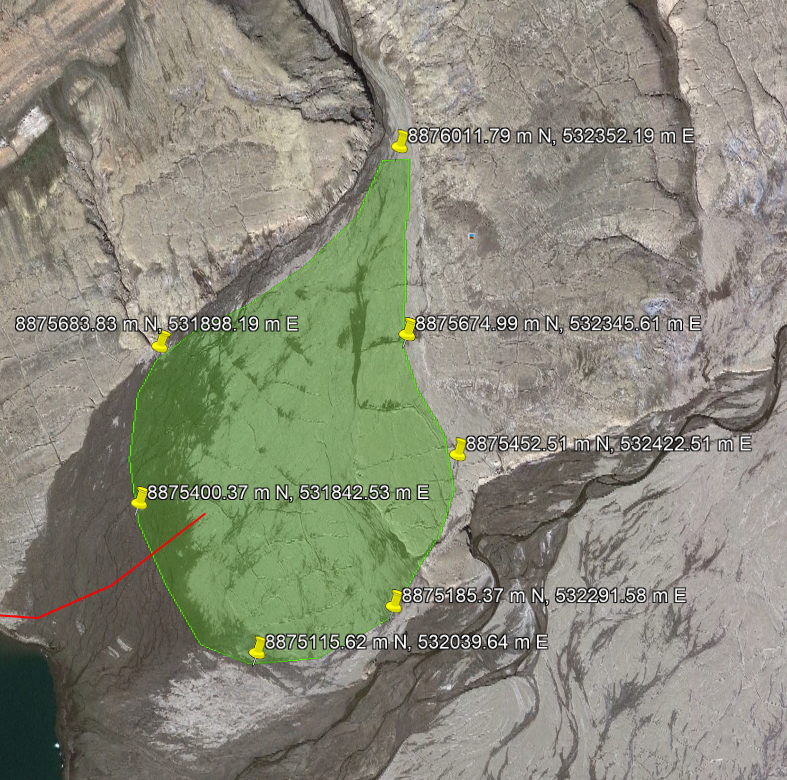 8876011.79 m N, 532352.19 m E
8875683.83 m N, 531898.19 m E
8875674.99 m N, 532345.61 m E
8875452.51 m N, 532422.51 m E
8875400.37 m N, 531842.53 m E
8875185.37 m N, 532291.58 m E
8875115.62 m N, 532039.64 m E